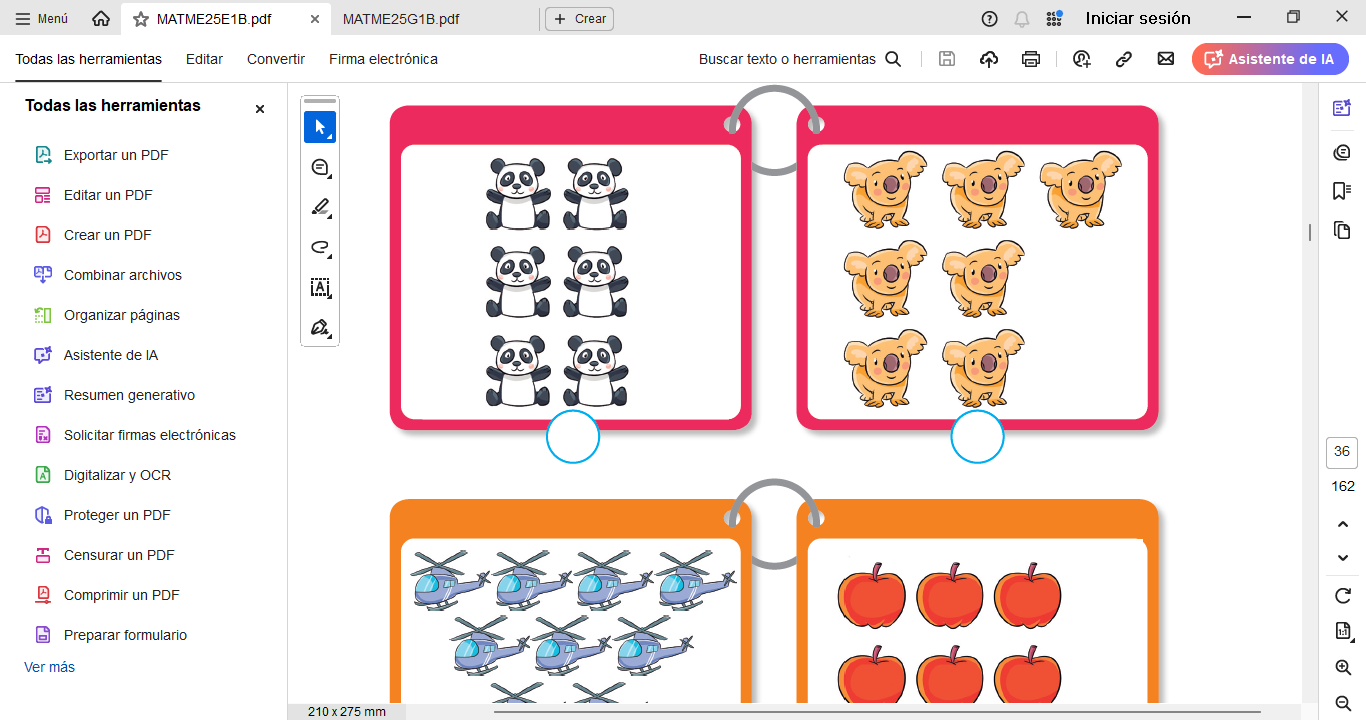 Menú
MATME25E1B.pdf
MATME25G1B.pdf
Crear
Iniciar sesión
Todas las herramientas
Editar
Convertir
Firma electrónica
Buscar texto o herramientas
Asistente de IA
Todas las herramientas
Exportar un PDF
Editar un PDF
Crear un PDF
Combinar archivos
Organizar páginas
Asistente de IA
Resumen generativo
Solicitar firmas electrónicas
Digitalizar y OCR
Proteger un PDF
Censurar un PDF
Comprimir un PDF
Preparar formulario
Ver más
36
162
210 x 275 mm